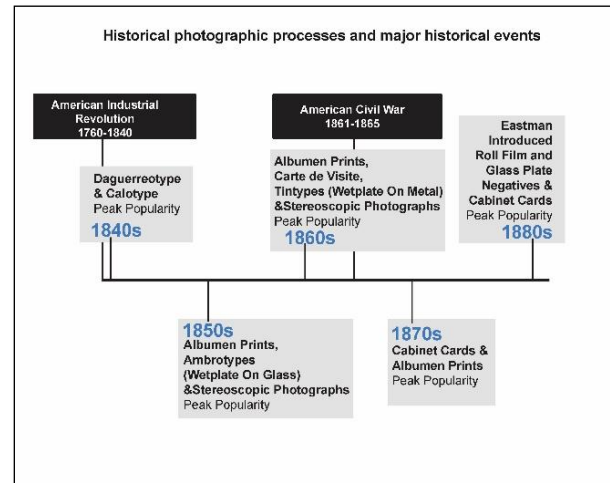 Historical photographic processes and major historical events
American Industrial
Revolution
1760-1840
Daguerreotype
& Calotype
Peak Popularity
1840s
American Civil War
1861-1865
Albumen Prints,
Carte de Visite,
Tintypes (Wetplate On Metal)
&Stereoscopic Photographs
Peak Popularity
1860s
Eastman
Introduced
Roll Film and
Glass Plate
Negatives &
Cabinet Cards
Peak Popularity
1880s
1850s
Albumen Prints,
Ambrotypes
(Wetplate On Glass)
&Stereoscopic Photographs
Peak Popularity
1870s
Cabinet Cards &
Albumen Prints
Peak Popularity